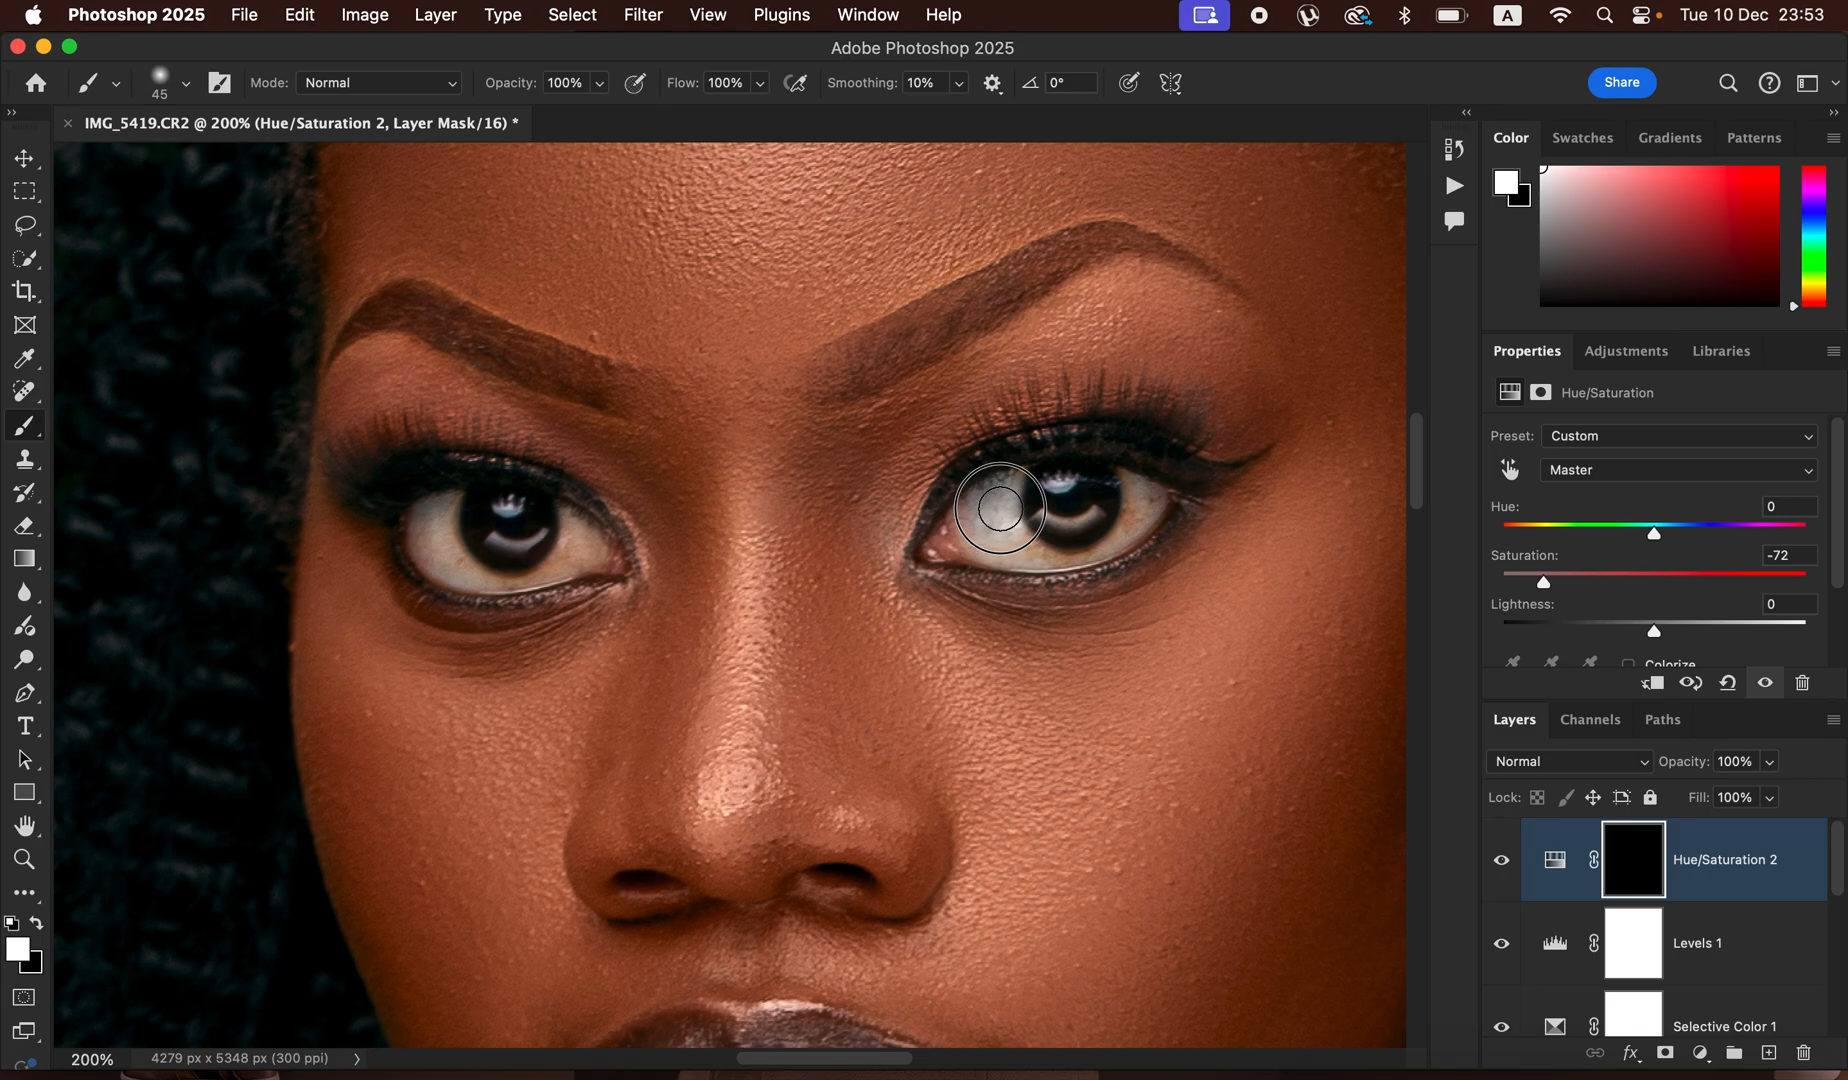 Photoshop 2025 File Edit Image Layer Type Select Filter View Plugins Window Help A Tue 10 Dec 23:53
Adobe Photoshop 2025
45 Mode: Normal Opacity: 100% Flow: 100% Smoothing: 10% 0° Share
IMG_5419.CR2 @ 200% (Hue/Saturation 2, Layer Mask/16) *
Color Swatches Gradients Patterns
Properties Adjustments Libraries
Hue/Saturation
Preset: Custom
Master
Hue: 0
Saturation: -72
Lightness: 0
Colorize
Layers Channels Paths
Normal Opacity: 100%
Lock: Fill: 100%
Hue/Saturation 2
Levels 1
Selective Color 1
fx
200% 4279 px x 5348 px (300 ppi)